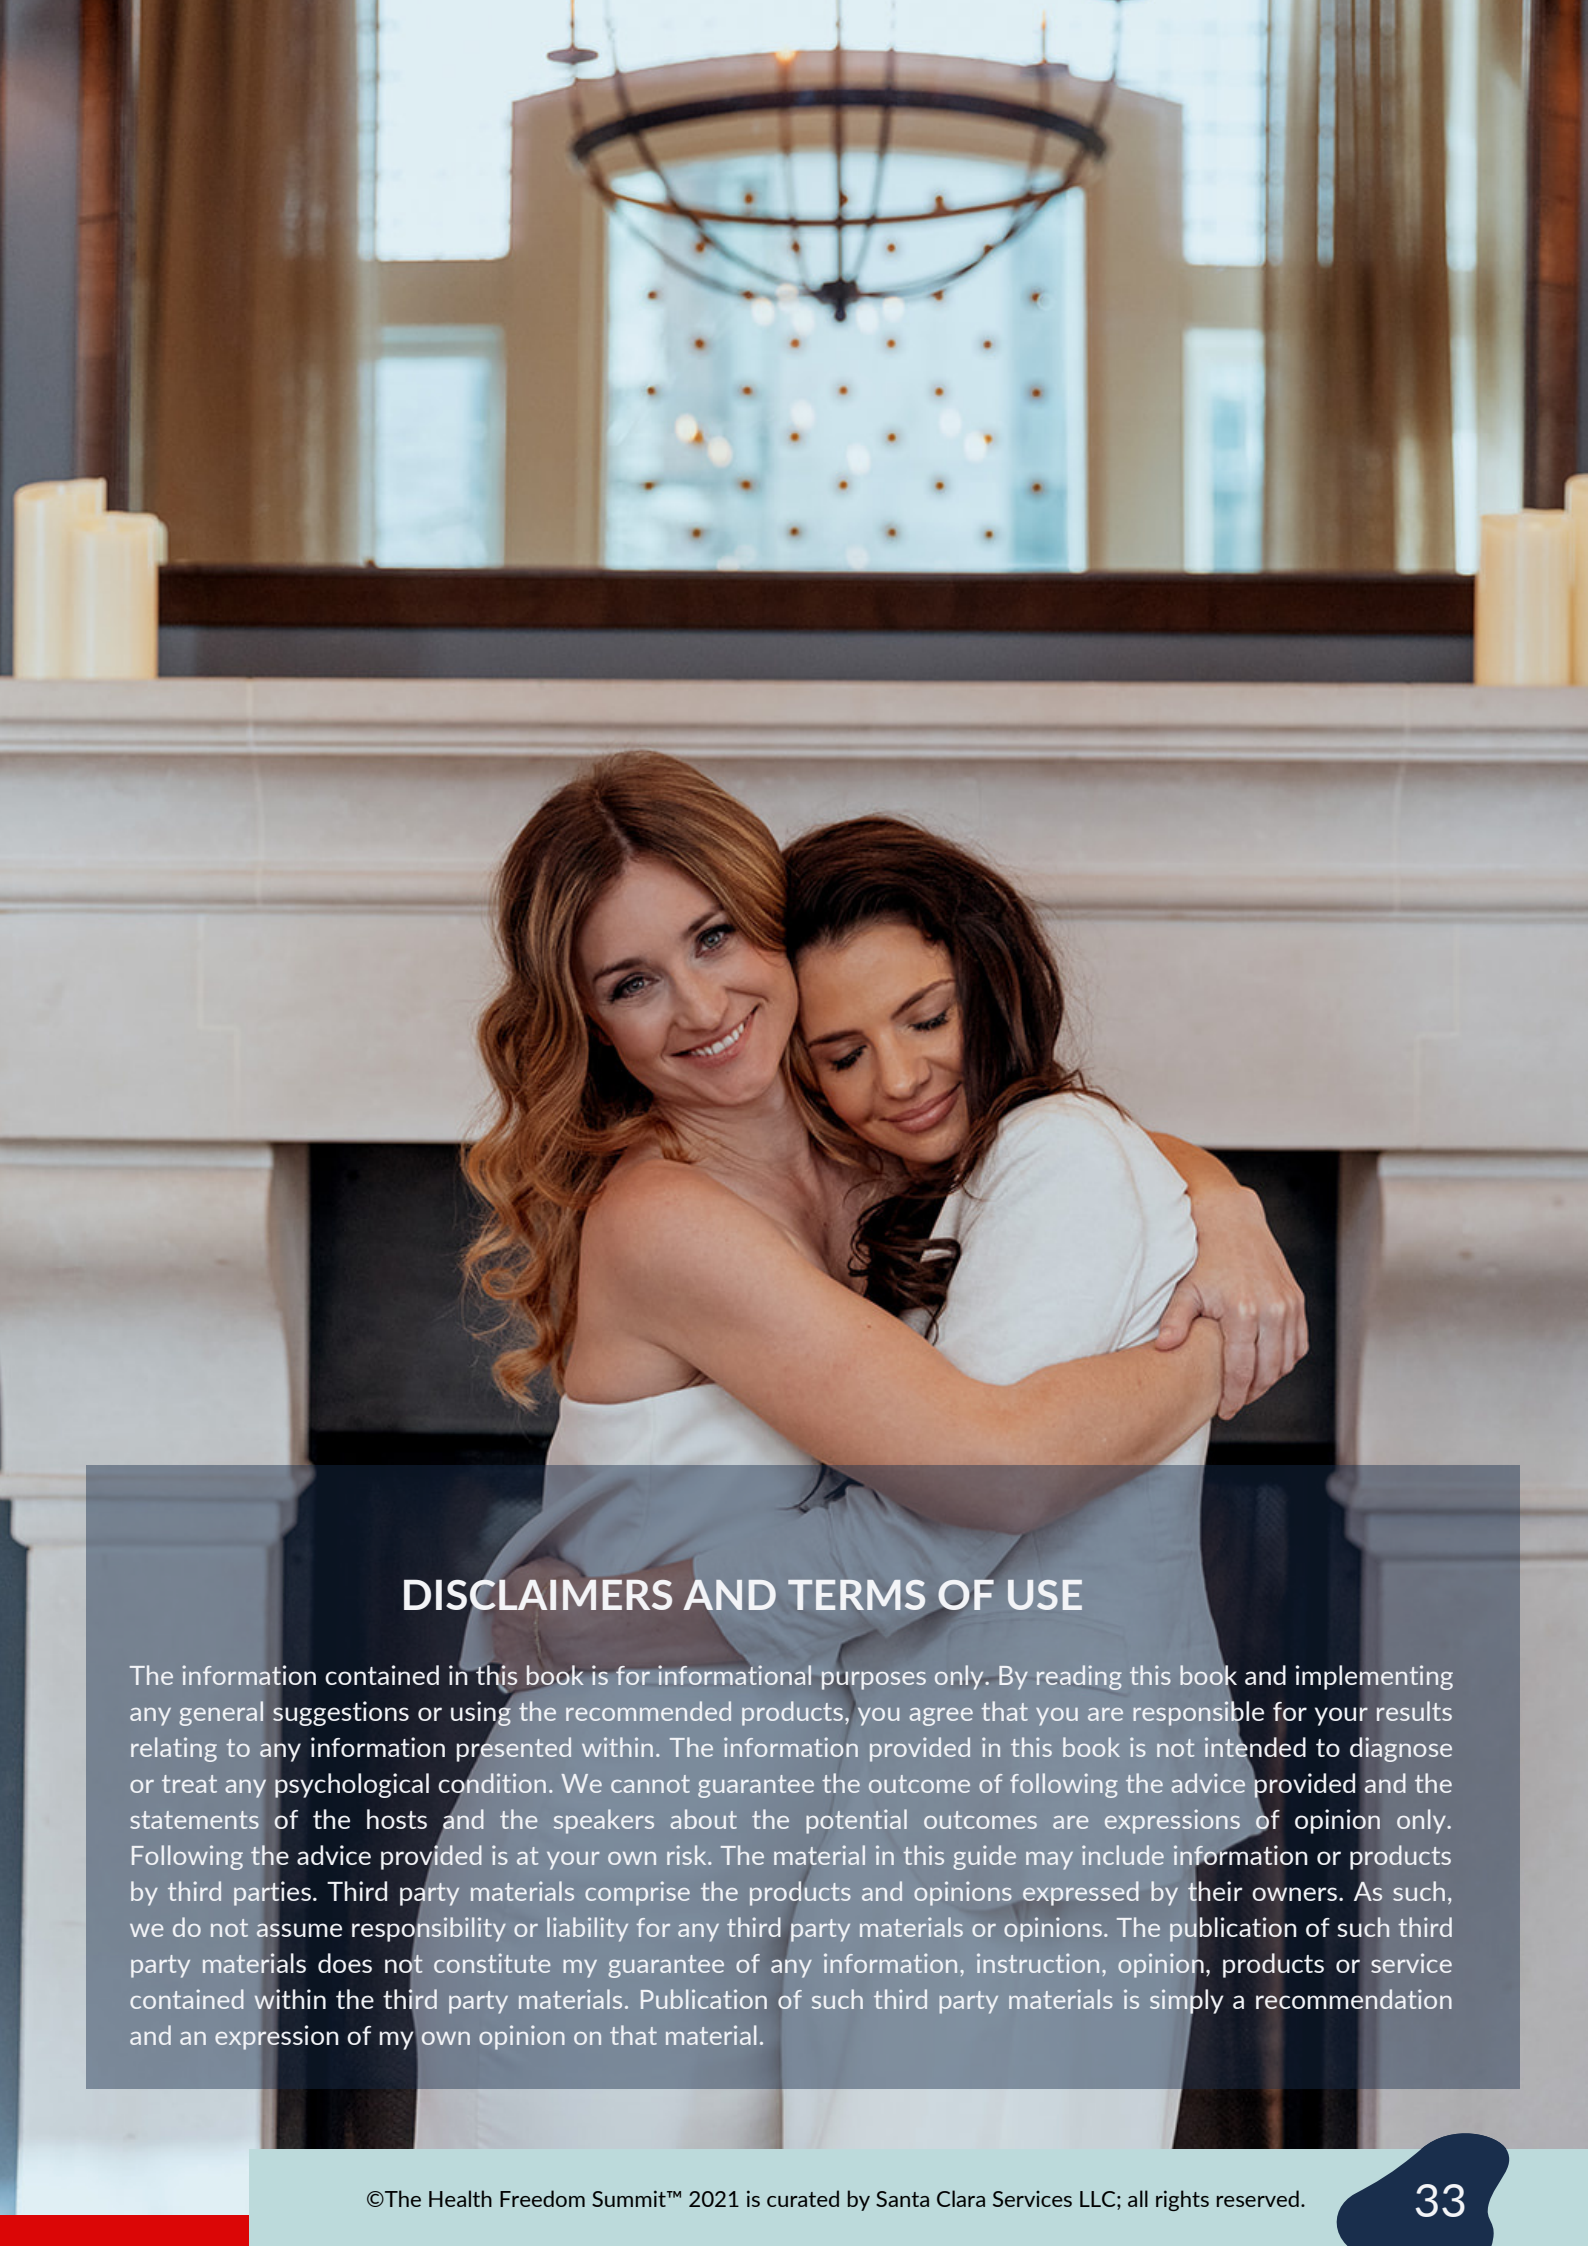 DISCLAIMERS AND TERMS OF USE
The information contained in this book is for informational purposes only. By reading this book and implementing
any general suggestions or using the recommended products, you agree that you are responsible for your results
relating to any information presented within. The information provided in this book is not intended to diagnose
or treat any psychological condition. We cannot guarantee the outcome of following the advice provided and the
statements of the hosts and the speakers about the potential outcomes are expressions of opinion only.
Following the advice provided is at your own risk. The material in this guide may include information or products
by third parties. Third party materials comprise the products and opinions expressed by their owners. As such,
we do not assume responsibility or liability for any third party materials or opinions. The publication of such third
party materials does not constitute my guarantee of any information, instruction, opinion, products or service
contained within the third party materials. Publication of such third party materials is simply a recommendation
and an expression of my own opinion on that material.
©The Health Freedom Summit™ 2021 is curated by Santa Clara Services LLC; all rights reserved.
33